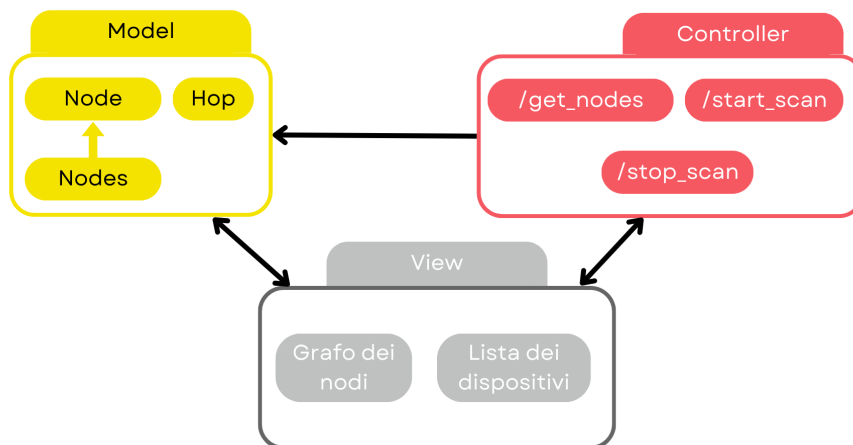 Model
Node
Hop
Nodes
Controller
/get_nodes
/start_scan
/stop_scan
View
Grafo dei
nodi
Lista dei
dispositivi